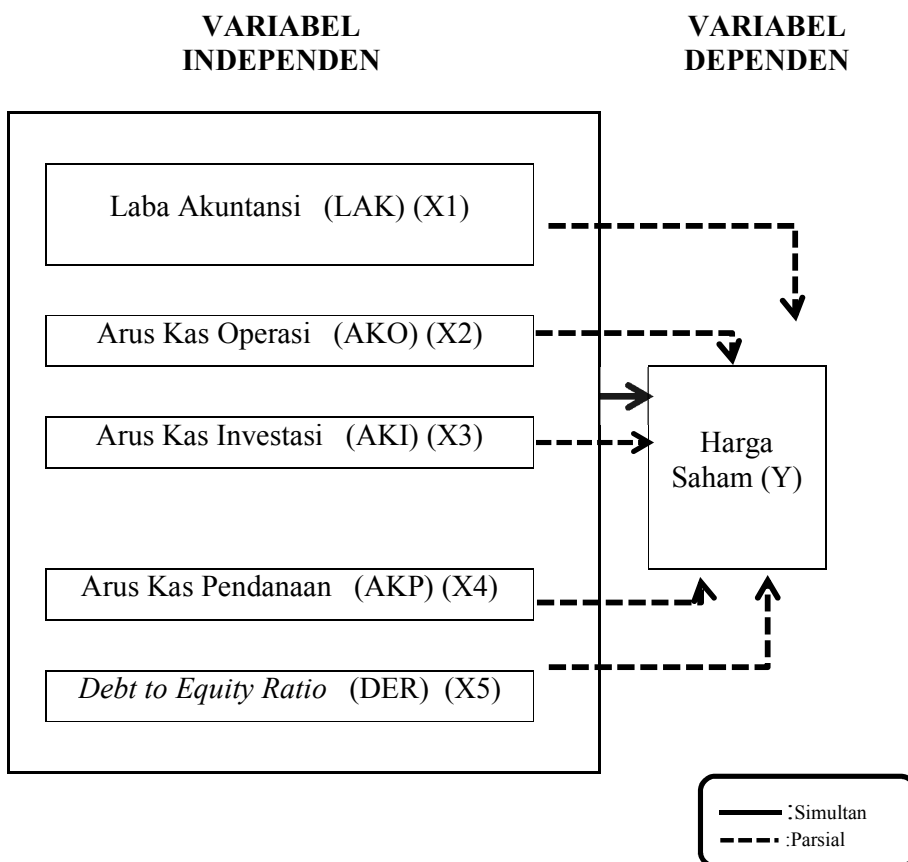 VARIABEL
INDEPENDEN
VARIABEL
DEPENDEN
Laba Akuntansi (LAK) (X1)
Arus Kas Operasi (AKO) (X2)
Arus Kas Investasi (AKI) (X3)
Harga
Saham (Y)
Arus Kas Pendanaan (AKP) (X4)
Debt to Equity Ratio (DER) (X5)
:Simultan
:Parsial